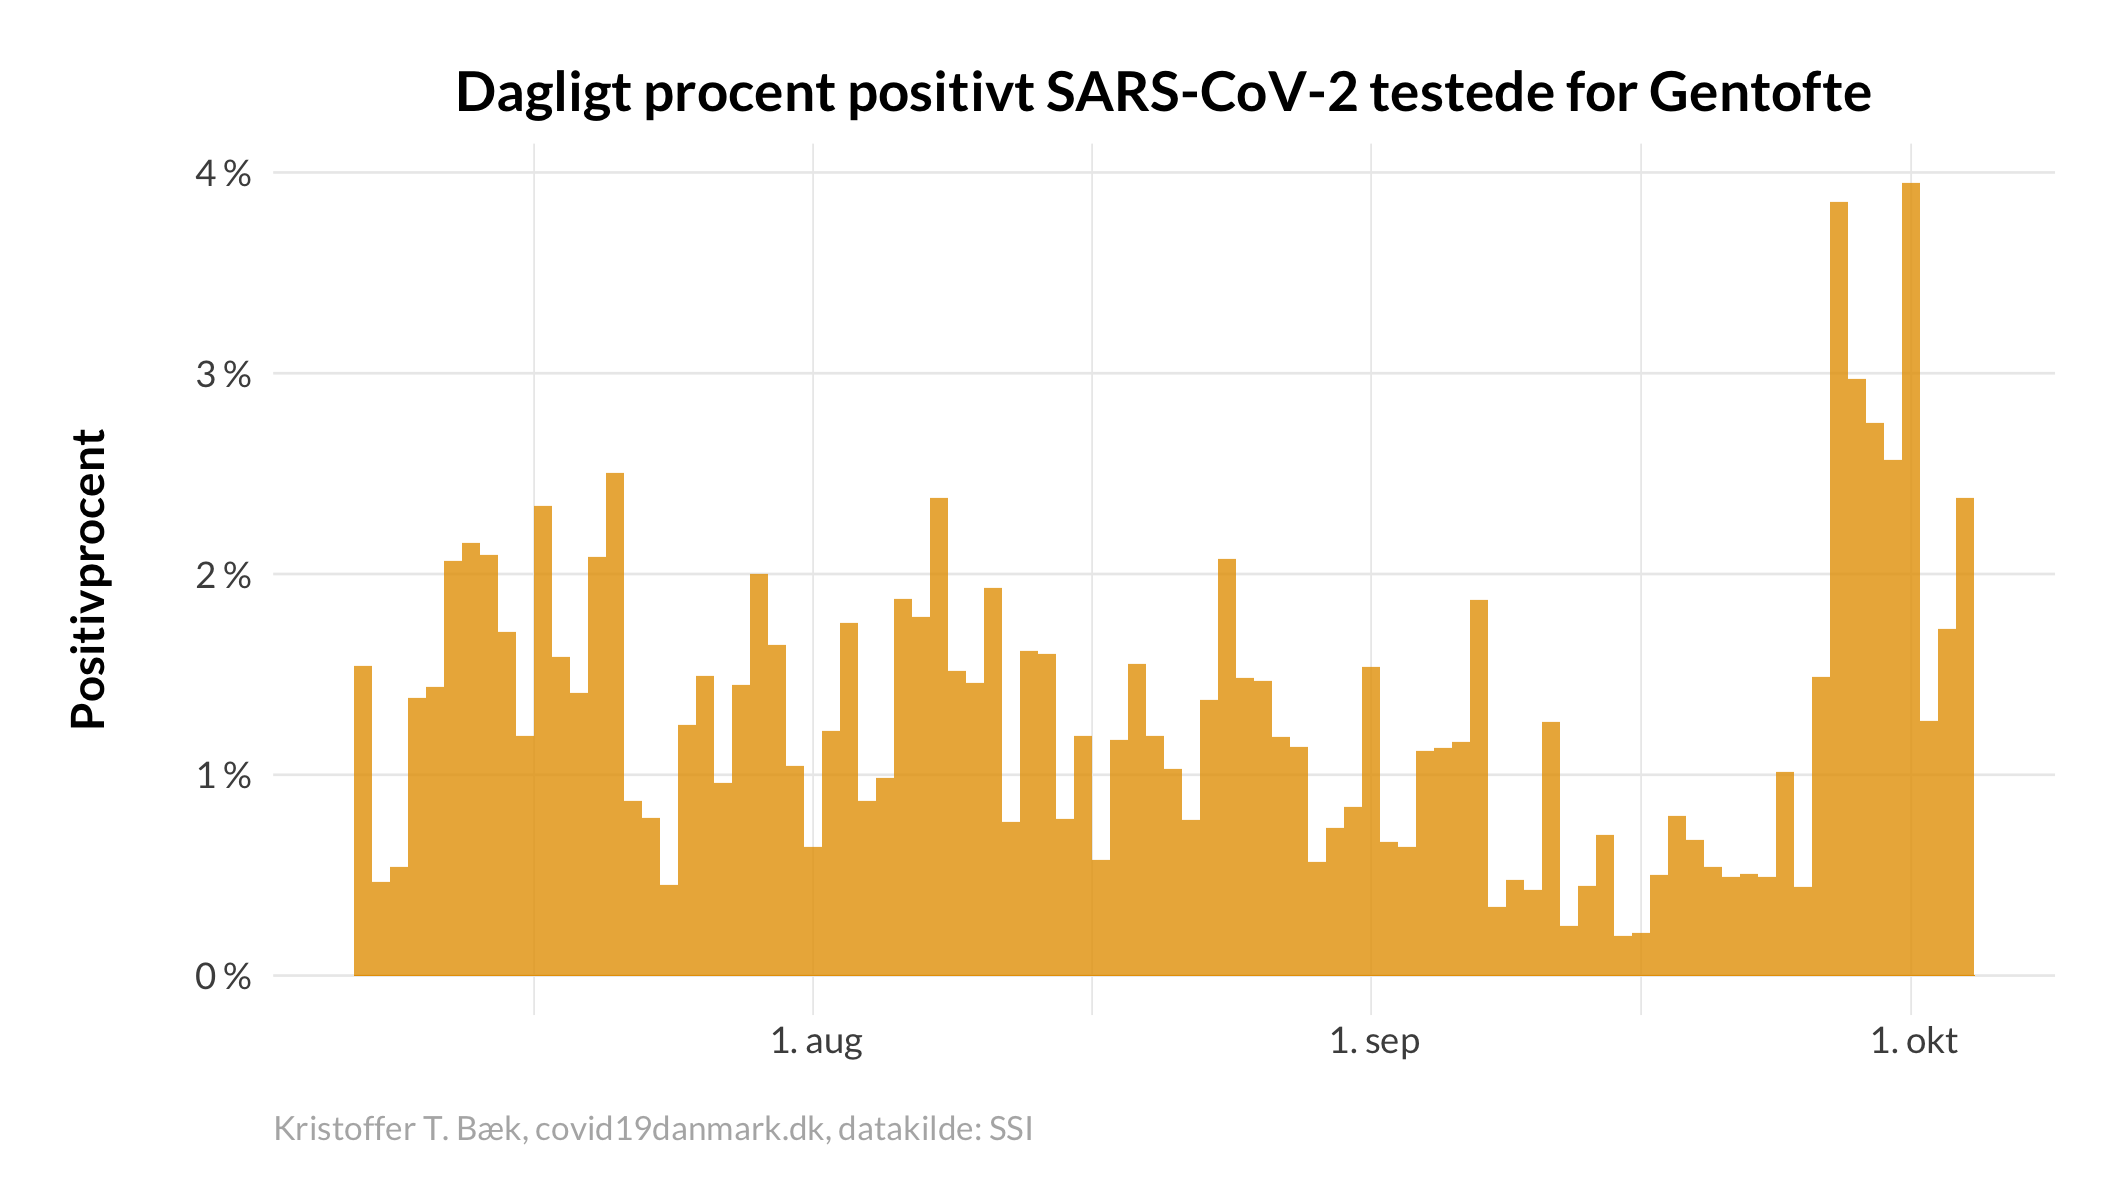 Dagligt procent positivt SARS-CoV-2 testede for Gentofte
Positivprocent
4 %
3 %
2 %
1 %
0 %
1. aug
1. sep
1. okt
Kristoffer T. Bæk, covid19danmark.dk, datakilde: SSI